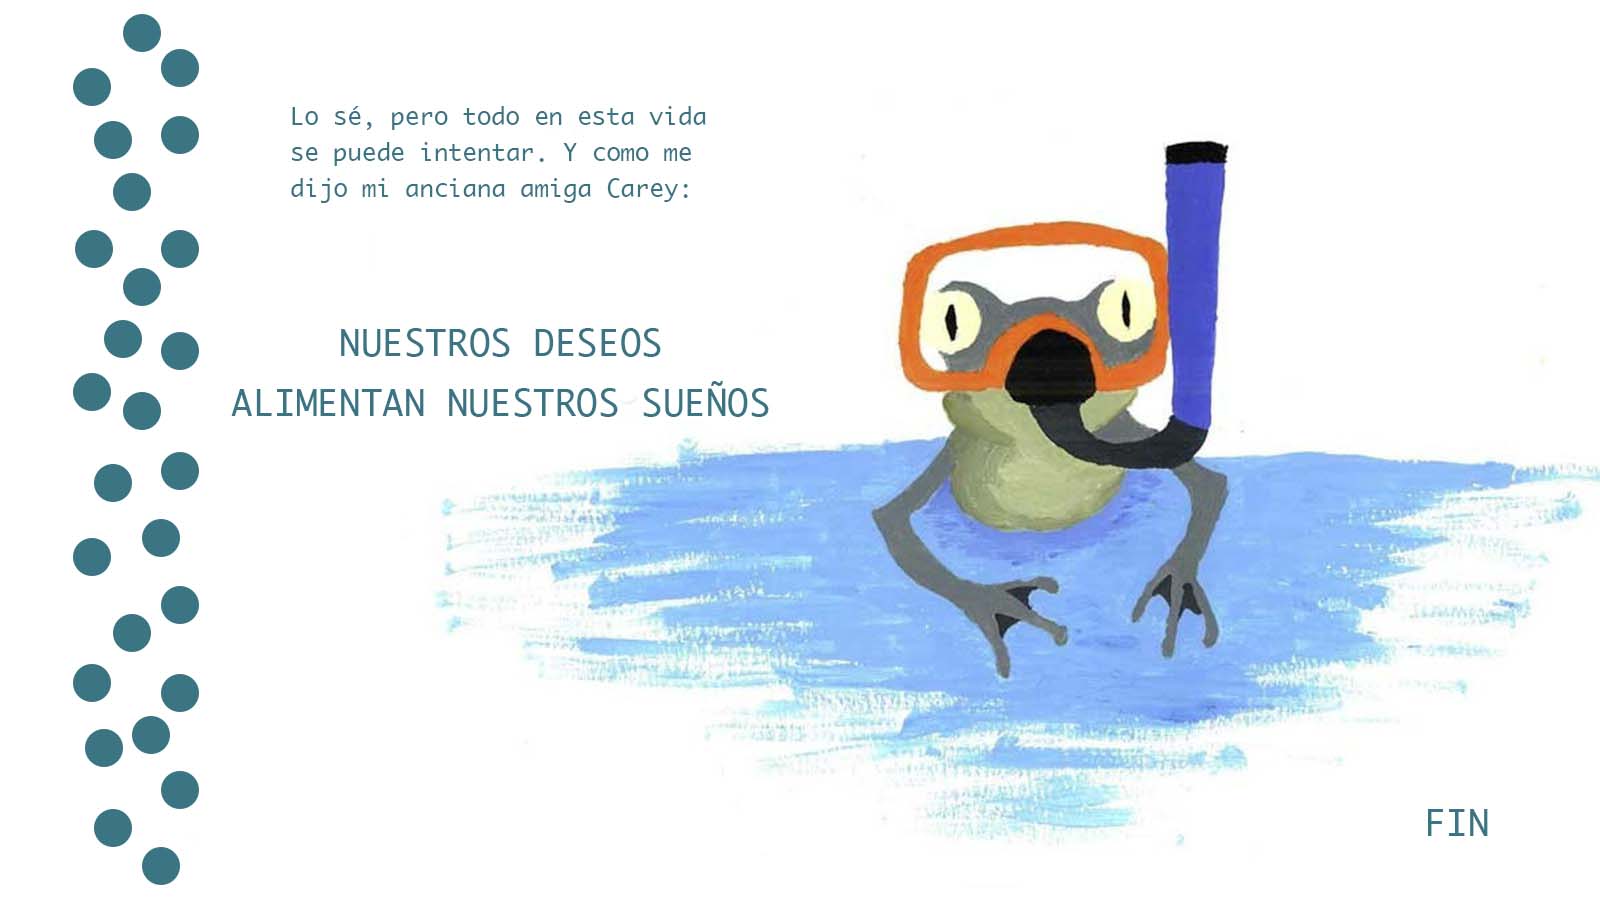 Lo sé, pero todo en esta vida
se puede intentar. Y como me
dijo mi anciana amiga Carey:
NUESTROS DESEOS
ALIMENTAN NUESTROS SUEÑOS
FIN